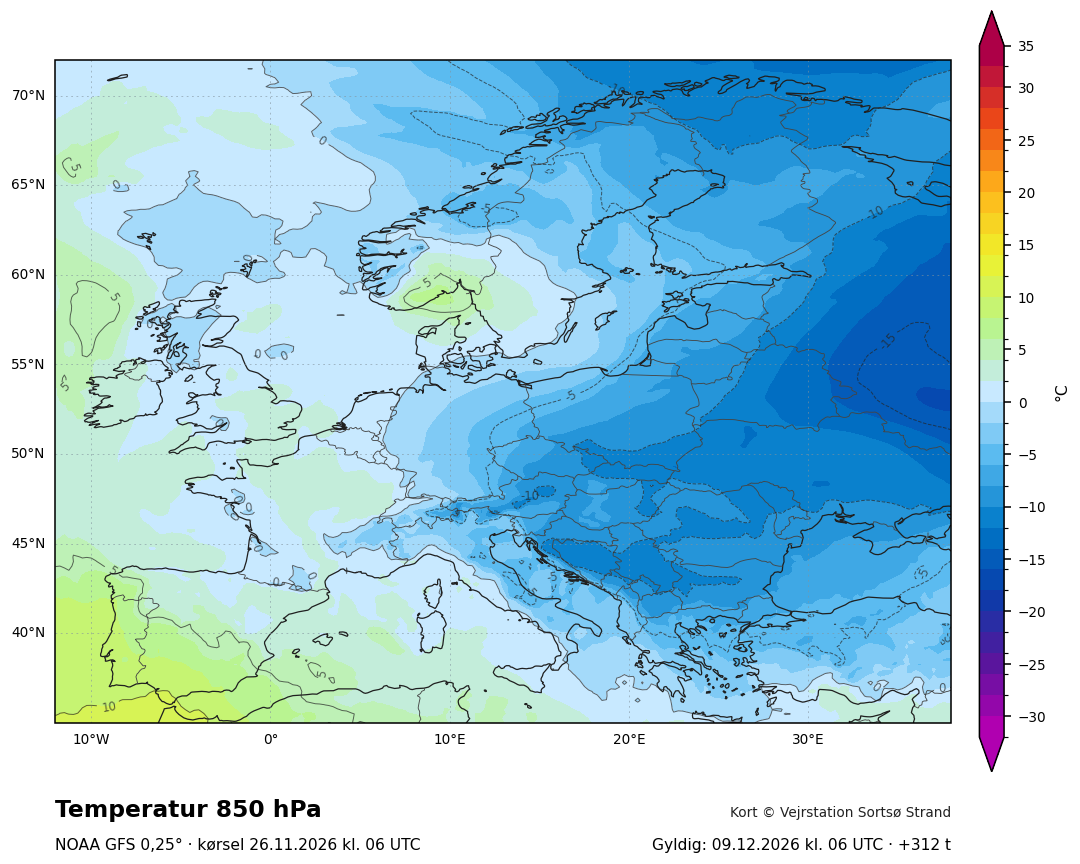 70°N
65°N
60°N
55°N
50°N
45°N
40°N
10°W
0°
10°E
20°E
30°E
35
30
25
20
15
10
5
0
−5
−10
−15
−20
−25
−30
°C
Temperatur 850 hPa
Kort © Vejrstation Sortsø Strand
NOAA GFS 0,25° · kørsel 26.11.2026 kl. 06 UTC
Gyldig: 09.12.2026 kl. 06 UTC · +312 t